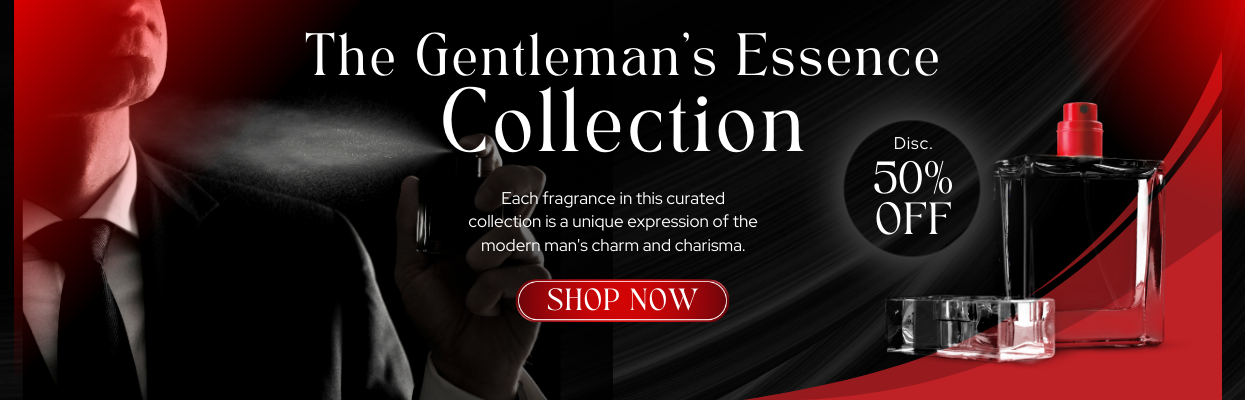 The Gentleman’s Essence
Collection
Each fragrance in this curated
collection is a unique expression of the
modern man's charm and charisma.
SHOP NOW
Disc.
50%
OFF